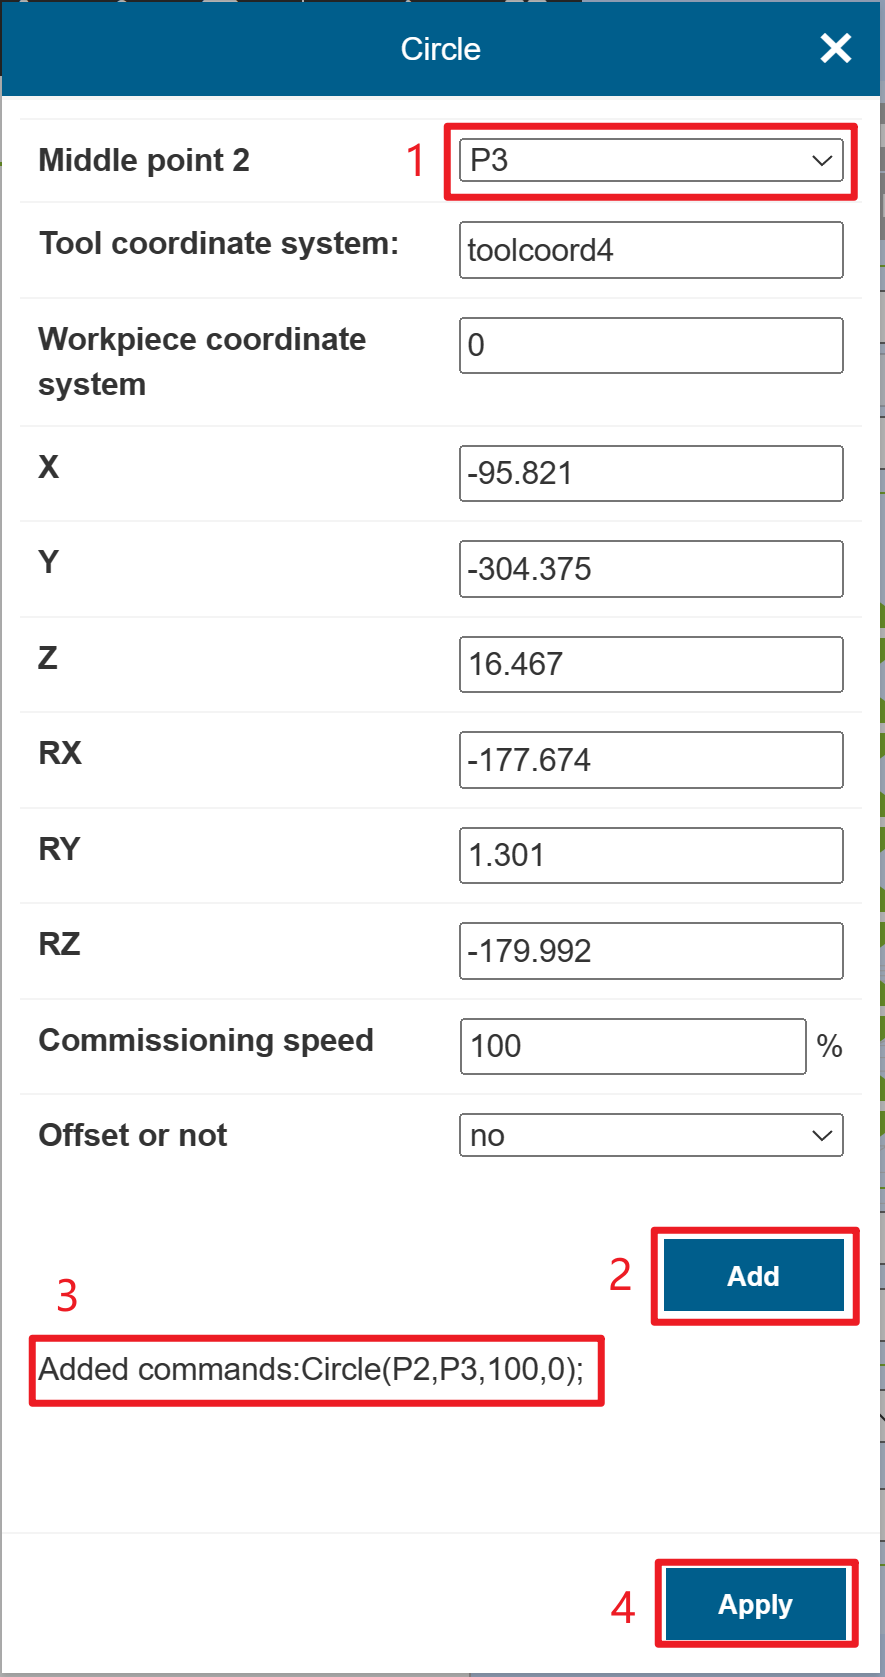 Circle
Middle point 2
1
P3
Tool coordinate system:
toolcoord4
Workpiece coordinate
system
0
X
-95.821
Y
-304.375
Z
16.467
RX
-177.674
RY
1.301
RZ
-179.992
Commissioning speed
100
%
Offset or not
no
2
Add
3
Added commands:Circle(P2,P3,100,0);
4
Apply